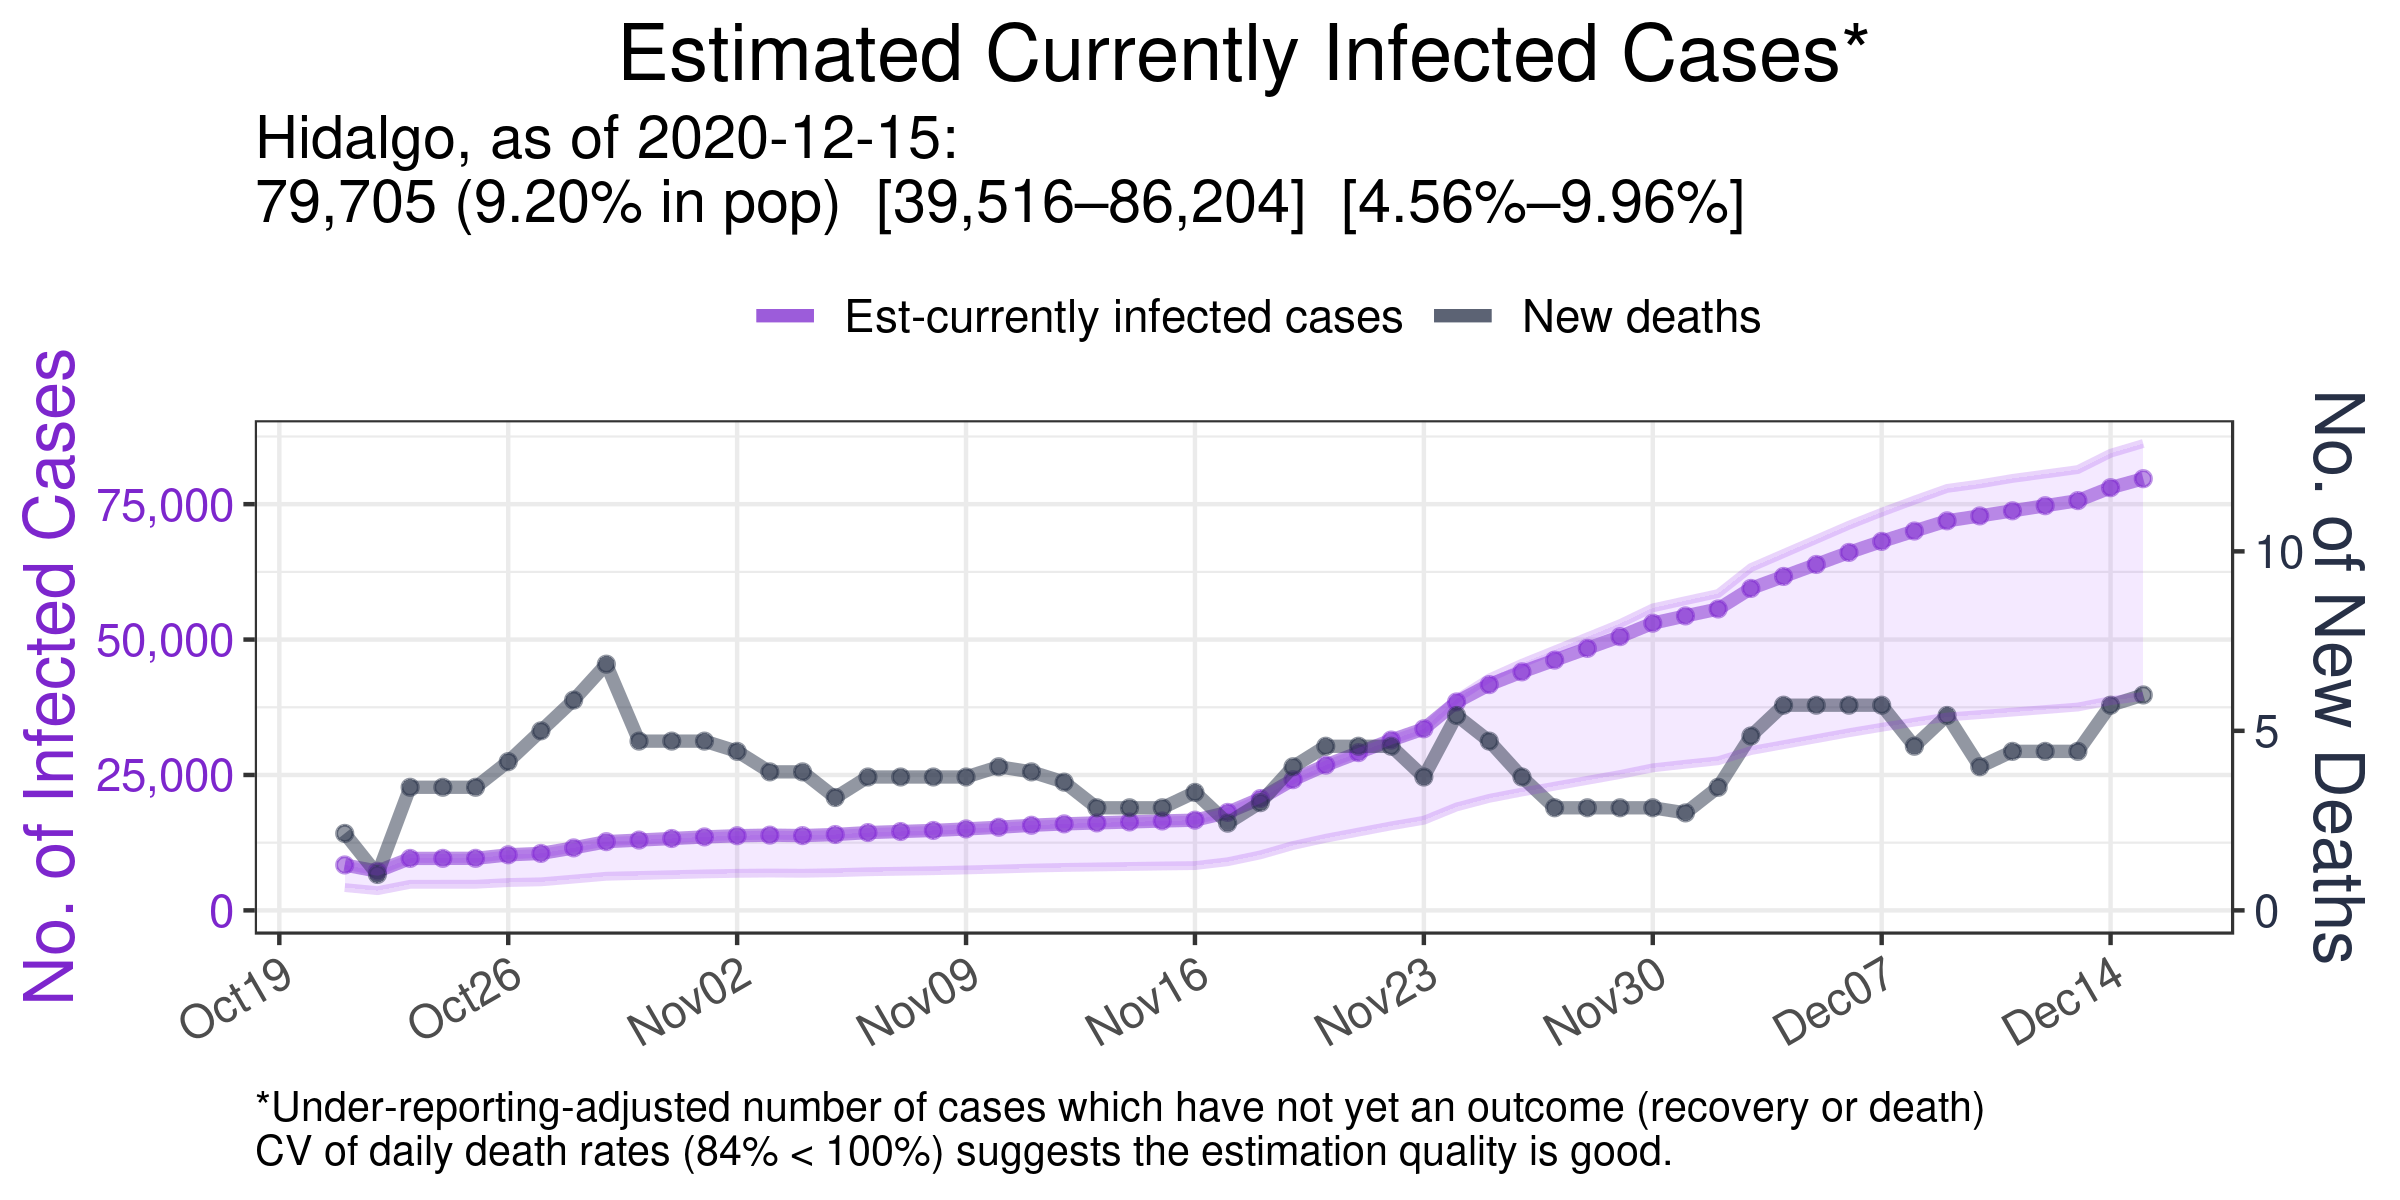 Estimated Currently Infected Cases*
Hidalgo, as of 2020-12-15:
79,705 (9.20% in pop)  [39,516–86,204]  [4.56%–9.96%]
Est-currently infected cases
New deaths
No. of Infected Cases
75,000
50,000
25,000
0
10
5
0
No. of New Deaths
Oct19
Oct26
Nov02
Nov09
Nov16
Nov23
Nov30
Dec07
Dec14
*Under-reporting-adjusted number of cases which have not yet an outcome (recovery or death)
CV of daily death rates (84% < 100%) suggests the estimation quality is good.